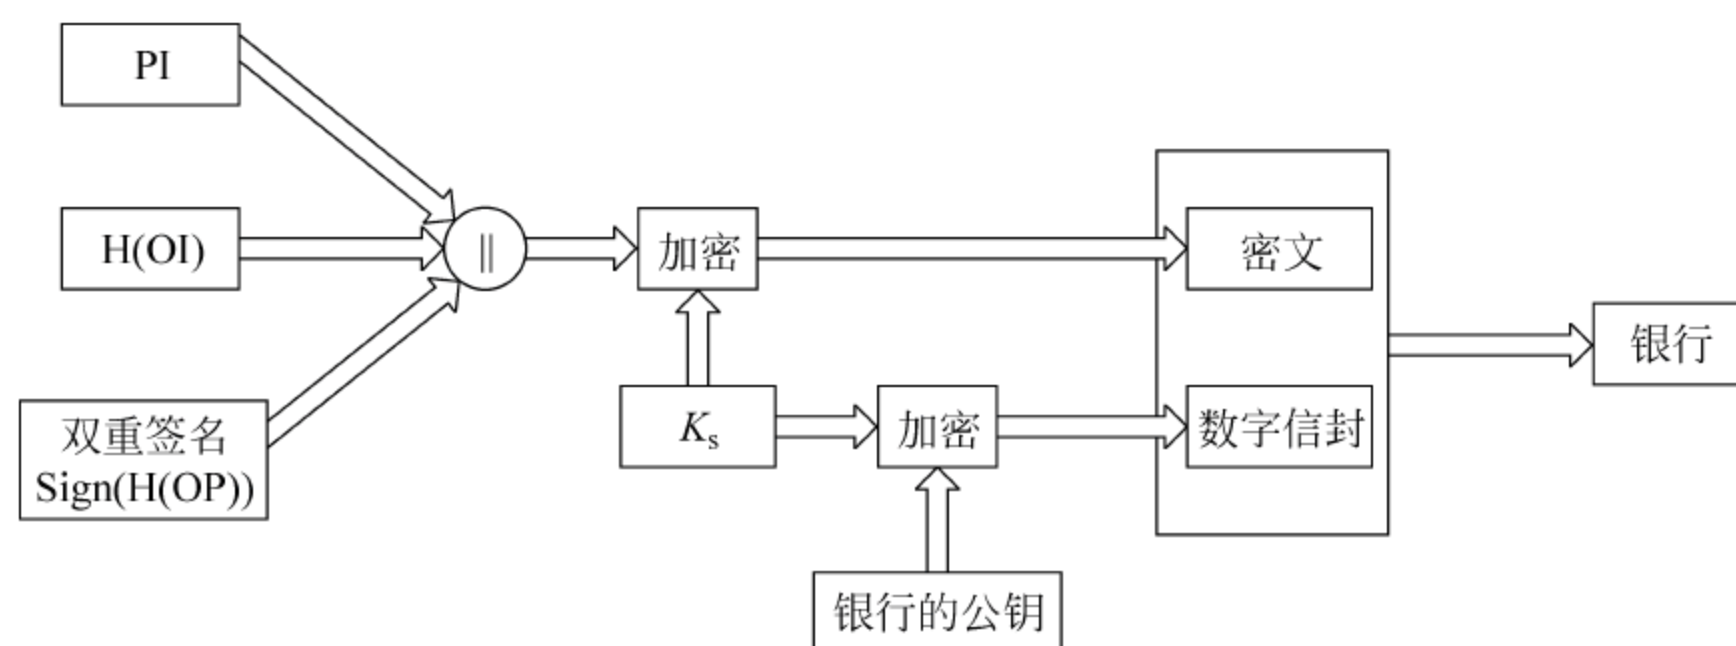 PI
H(OI)
||
加密
密文
银行
双重签名
Sign(H(OP))
Ks
加密
数字信封
银行的公钥